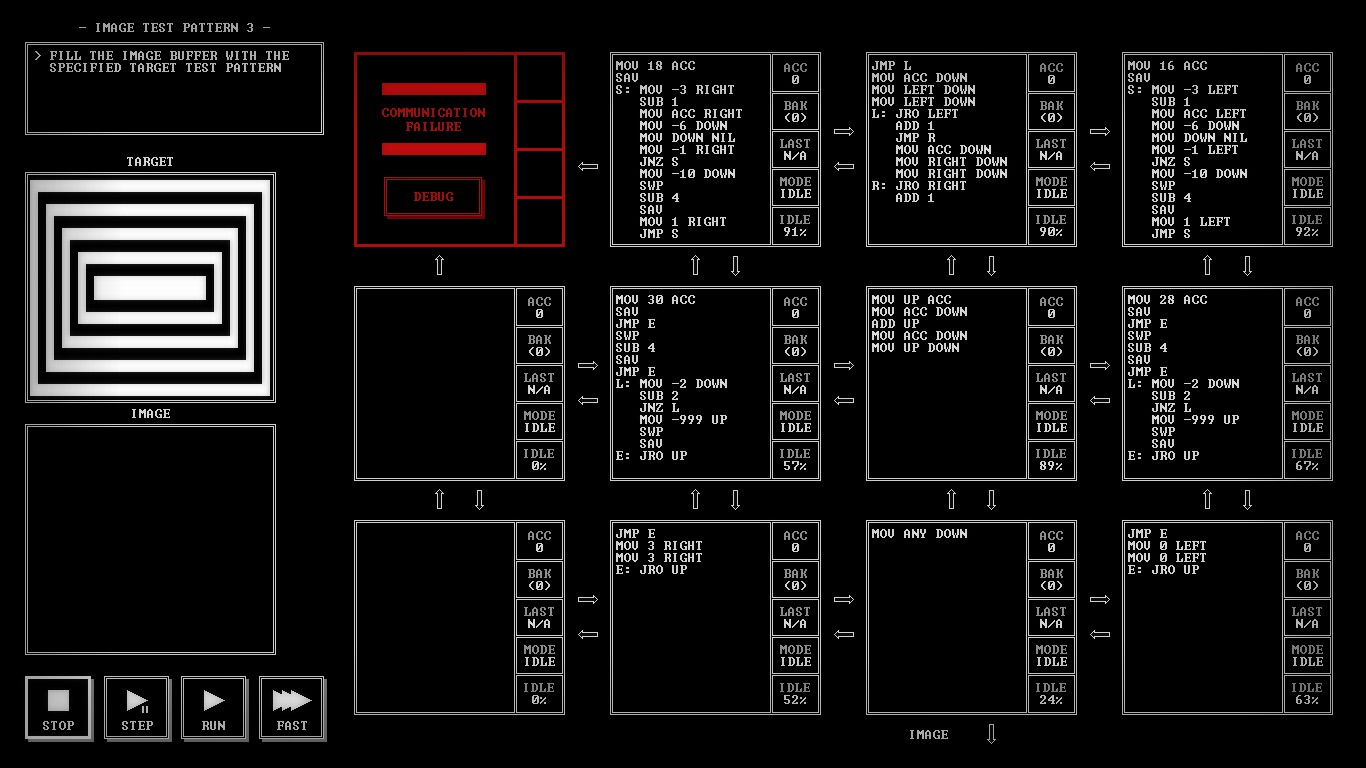 — IMAGE TEST PATTERN 3 —
> FILL THE IMAGE BUFFER WITH THE
SPECIFIED TARGET TEST PATTERN
TARGET
IMAGE
STOP
STEP
RUN
FAST
COMMUNICATION
FAILURE
DEBUG
MOV 18 ACC
SAV
S: MOV -3 RIGHT
SUB 1
MOV ACC RIGHT
MOV -6 DOWN
MOV DOWN NIL
MOV -1 RIGHT
JNZ S
MOV -10 DOWN
SWP
SUB 4
SAV
MOV 1 RIGHT
JMP S
ACC
0
BAK
(0)
LAST
N/A
MODE
IDLE
IDLE
91%
JMP L
MOV ACC DOWN
MOV LEFT DOWN
MOV LEFT DOWN
L: JRO LEFT
ADD 1
JMP R
MOV ACC DOWN
MOV RIGHT DOWN
MOV RIGHT DOWN
R: JRO RIGHT
ADD 1
ACC
0
BAK
(0)
LAST
N/A
MODE
IDLE
IDLE
90%
MOV 16 ACC
SAV
S: MOV -3 LEFT
SUB 1
MOV ACC LEFT
MOV -6 DOWN
MOV DOWN NIL
MOV -1 LEFT
JNZ S
MOV -10 DOWN
SWP
SUB 4
SAV
MOV 1 LEFT
JMP S
ACC
0
BAK
(0)
LAST
N/A
MODE
IDLE
IDLE
92%
ACC
0
BAK
(0)
LAST
N/A
MODE
IDLE
IDLE
0%
MOV 30 ACC
SAV
JMP E
SWP
SUB 4
SAV
JMP E
L: MOV -2 DOWN
SUB 2
JNZ L
MOV -999 UP
SWP
SAV
E: JRO UP
ACC
0
BAK
(0)
LAST
N/A
MODE
IDLE
IDLE
57%
MOV UP ACC
MOV ACC DOWN
ADD UP
MOV ACC DOWN
MOV UP DOWN
ACC
0
BAK
(0)
LAST
N/A
MODE
IDLE
IDLE
89%
MOV 28 ACC
SAV
JMP E
SWP
SUB 4
SAV
JMP E
L: MOV -2 DOWN
SUB 2
JNZ L
MOV -999 UP
SWP
SAV
E: JRO UP
ACC
0
BAK
(0)
LAST
N/A
MODE
IDLE
IDLE
67%
ACC
0
BAK
(0)
LAST
N/A
MODE
IDLE
IDLE
0%
JMP E
MOV 3 RIGHT
MOV 3 RIGHT
E: JRO UP
ACC
0
BAK
(0)
LAST
N/A
MODE
IDLE
IDLE
52%
MOV ANY DOWN
ACC
0
BAK
(0)
LAST
N/A
MODE
IDLE
IDLE
24%
JMP E
MOV 0 LEFT
MOV 0 LEFT
E: JRO UP
ACC
0
BAK
(0)
LAST
N/A
MODE
IDLE
IDLE
63%
IMAGE